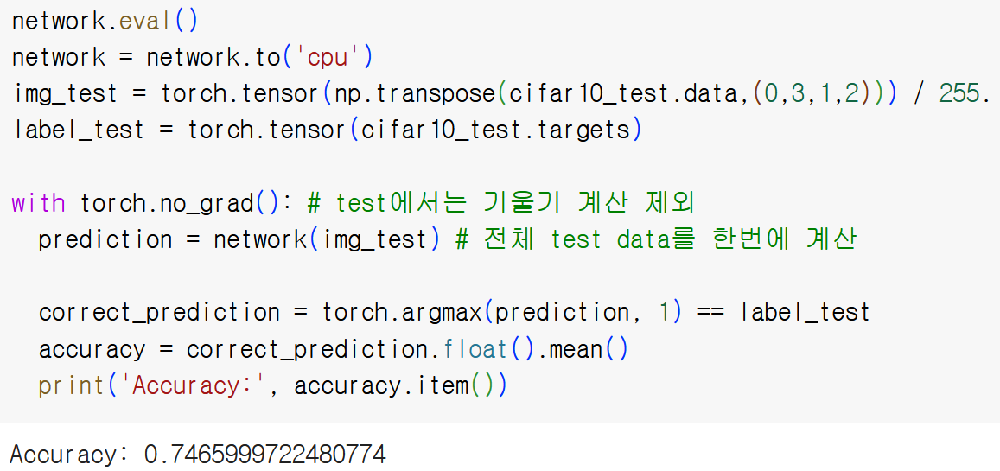 network.eval()
network = network.to('cpu')
img_test = torch.tensor(np.transpose(cifar10_test.data,(0,3,1,2))) / 255.
label_test = torch.tensor(cifar10_test.targets)
with torch.no_grad(): # test에서는 기울기 계산 제외
prediction = network(img_test) # 전체 test data를 한번에 계산
correct_prediction = torch.argmax(prediction, 1) == label_test
accuracy = correct_prediction.float().mean()
print('Accuracy:', accuracy.item())
Accuracy: 0.7465999722480774